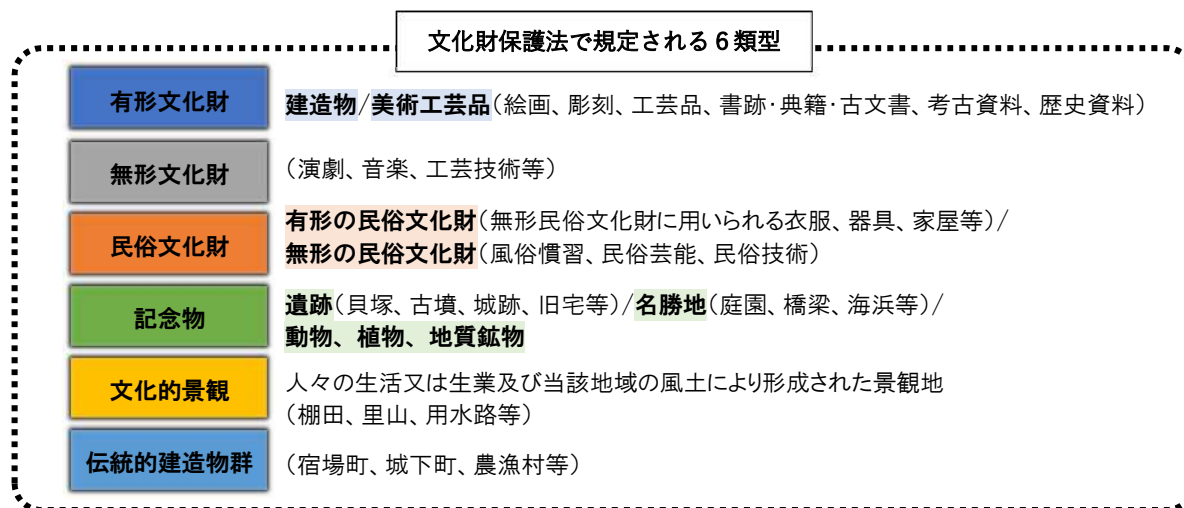 文化財保護法で規定される6類型
有形文化財
建造物/美術工芸品(絵画、彫刻、工芸品、書跡・典籍・古文書、考古資料、歴史資料)
無形文化財
(演劇、音楽、工芸技術等)
民俗文化財
有形の民俗文化財(無形民俗文化財に用いられる衣服、器具、家屋等)/
無形の民俗文化財(風俗慣習、民俗芸能、民俗技術)
記念物
遺跡(貝塚、古墳、城跡、旧宅等)/名勝地(庭園、橋梁、海浜等)/
動物、植物、地質鉱物
文化的景観
人々の生活又は生業及び当該地域の風土により形成された景観地
(棚田、里山、用水路等)
伝統的建造物群
(宿場町、城下町、農漁村等)